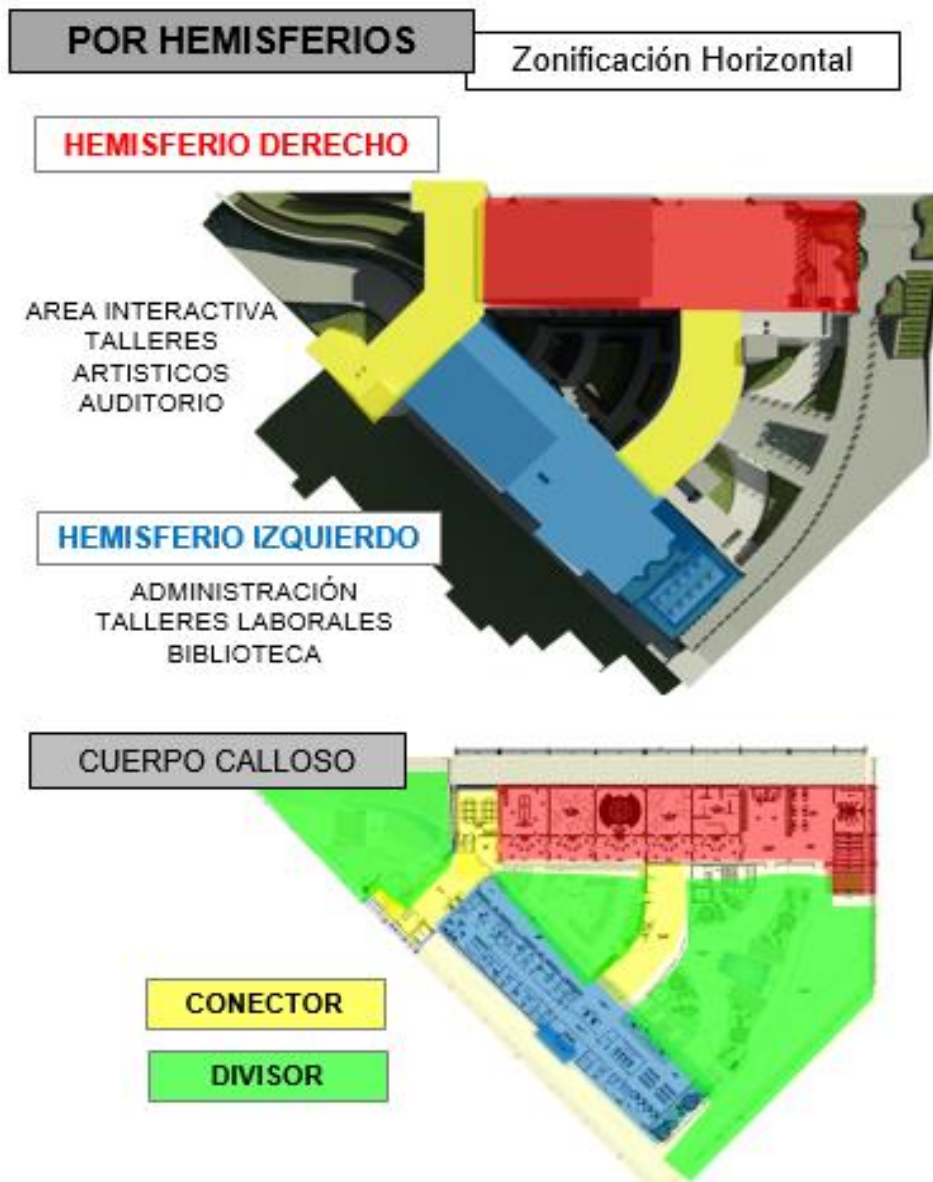 POR HEMISFERIOS
Zonificación Horizontal
HEMISFERIO DERECHO
AREA INTERACTIVA
TALLERES
ARTISTICOS
AUDITORIO
HEMISFERIO IZQUIERDO
ADMINISTRACIÓN
TALLERES LABORALES
BIBLIOTECA
CUERPO CALLOSO
CONECTOR
DIVISOR